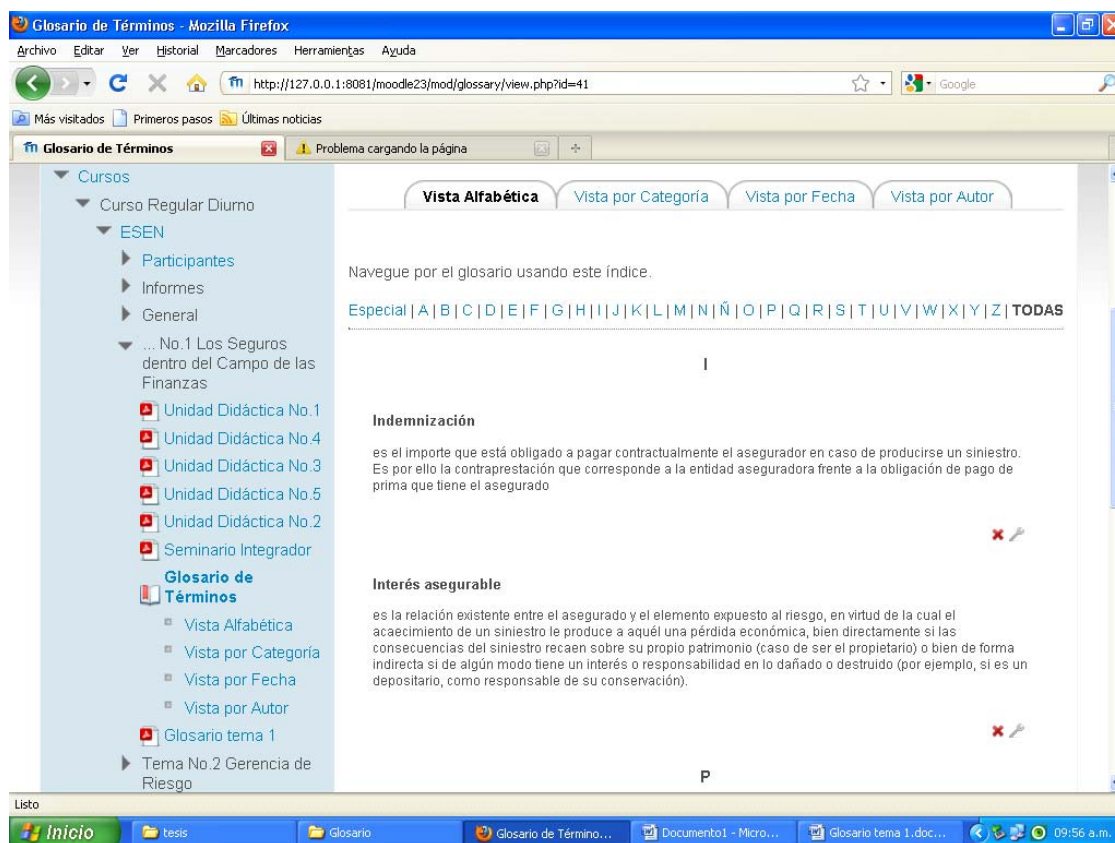 Glosario de Términos - Mozilla Firefox
Archivo Editar Ver Historial Marcadores Herramientas Ayuda
http://127.0.0.1:8081/moodle23/mod/glossary/view.php?id=41
Google
Más visitados Primeros pasos Últimas noticias
Glosario de Términos Problema cargando la página
Cursos
Curso Regular Diurno
ESEN
Participantes
Informes
General
... No.1 Los Seguros
dentro del Campo de las
Finanzas
Unidad Didáctica No.1
Unidad Didáctica No.4
Unidad Didáctica No.3
Unidad Didáctica No.5
Unidad Didáctica No.2
Seminario Integrador
Glosario de
Términos
Vista Alfabética
Vista por Categoría
Vista por Fecha
Vista por Autor
Glosario tema 1
Tema No.2 Gerencia de
Riesgo
Vista Alfabética Vista por Categoría Vista por Fecha Vista por Autor
Navegue por el glosario usando este índice.
Especial | A | B | C | D | E | F | G | H | I | J | K | L | M | N | Ñ | O | P | Q | R | S | T | U | V | W | X | Y | Z | TODAS
I
Indemnización
es el importe que está obligado a pagar contractualmente el asegurador en caso de producirse un siniestro.
Es por ello la contraprestación que corresponde a la entidad aseguradora frente a la obligación de pago de
prima que tiene el asegurado
Interés asegurable
es la relación existente entre el asegurado y el elemento expuesto al riesgo, en virtud de la cual el
acaecimiento de un siniestro le produce a aquél una pérdida económica, bien directamente si las
consecuencias del siniestro recaen sobre su propio patrimonio (caso de ser el propietario) o bien de forma
indirecta si de algún modo tiene un interés o responsabilidad en lo dañado o destruido (por ejemplo, si es un
depositario, como responsable de su conservación).
P
Listo
Inicio tesis Glosario Glosario de Término... Documento1 - Micro... Glosario tema 1.doc... 09:56 a.m.